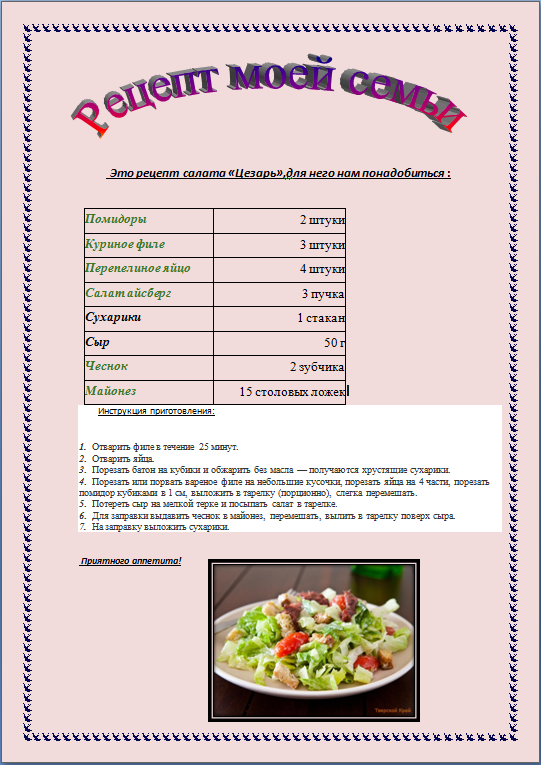 Рецепт моей семьи
Это рецепт салата «Цезарь»,для него нам понадобиться :
Помидоры 2 штуки
Куриное филе 3 штуки
Перепелиное яйцо 4 штуки
Салат айсберг 3 пучка
Сухарики 1 стакан
Сыр 50 г
Чеснок 2 зубчика
Майонез 15 столовых ложек
Инструкция приготовления:
1. Отварить филе в течение 25 минут.
2. Отварить яйца.
3. Порезать батон на кубики и обжарить без масла — получаются хрустящие сухарики.
4. Порезать или порвать вареное филе на небольшие кусочки, порезать яйца на 4 части, порезать
помидор кубиками в 1 см, выложить в тарелку (порционно), слегка перемешать.
5. Потереть сыр на мелкой терке и посыпать салат в тарелке.
6. Для заправки выдавить чеснок в майонез, перемешать, вылить в тарелку поверх сыра.
7. На заправку выложить сухарики.
Приятного аппетита!
Тверской Край